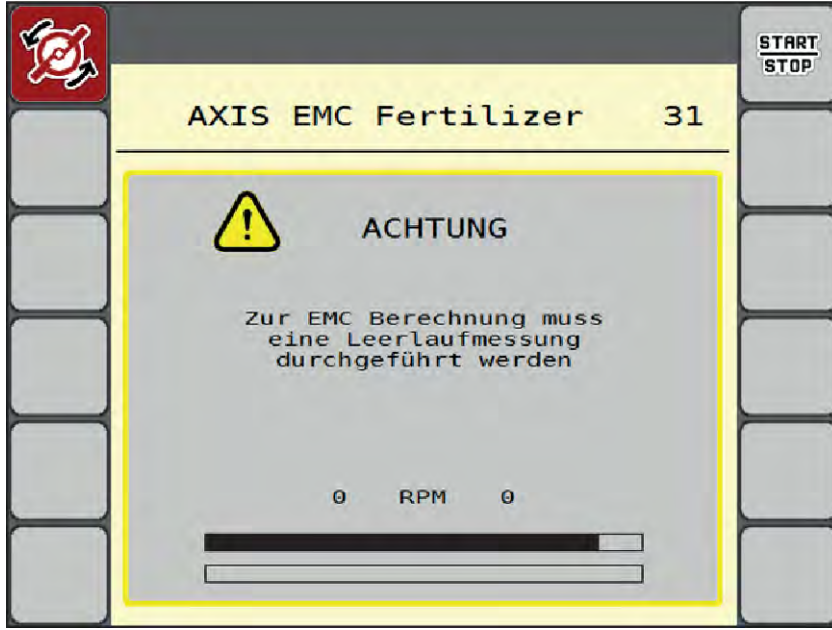 START
STOP
AXIS EMC Fertilizer 31
ACHTUNG
Zur EMC Berechnung muss
eine Leerlaufmessung
durchgeführt werden
0 RPM 0